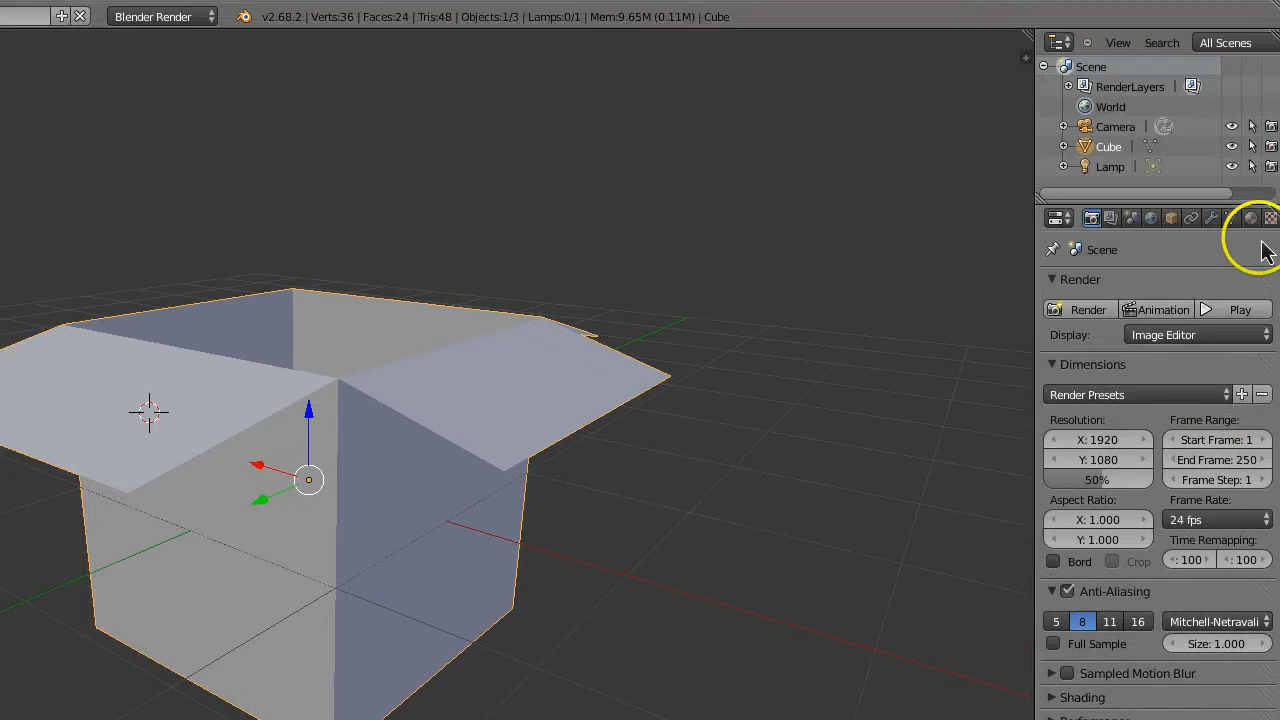 Blender Render
v2.68.2 | Verts:36 | Faces:24 | Tris:48 | Objects:1/3 | Lamps:0/1 | Mem:9.65M (0.11M) | Cube
View Search All Scenes
Scene
RenderLayers
World
Camera
Cube
Lamp
Scene
Render
Render Animation Play
Display: Image Editor
Dimensions
Render Presets
Resolution: Frame Range:
X: 1920 Start Frame: 1
Y: 1080 End Frame: 250
50% Frame Step: 1
Aspect Ratio: Frame Rate:
X: 1.000 24 fps
Y: 1.000 Time Remapping:
Bord Crop : 100 : 100
Anti-Aliasing
5 8 11 16 Mitchell-Netravali
Full Sample Size: 1.000
Sampled Motion Blur
Shading